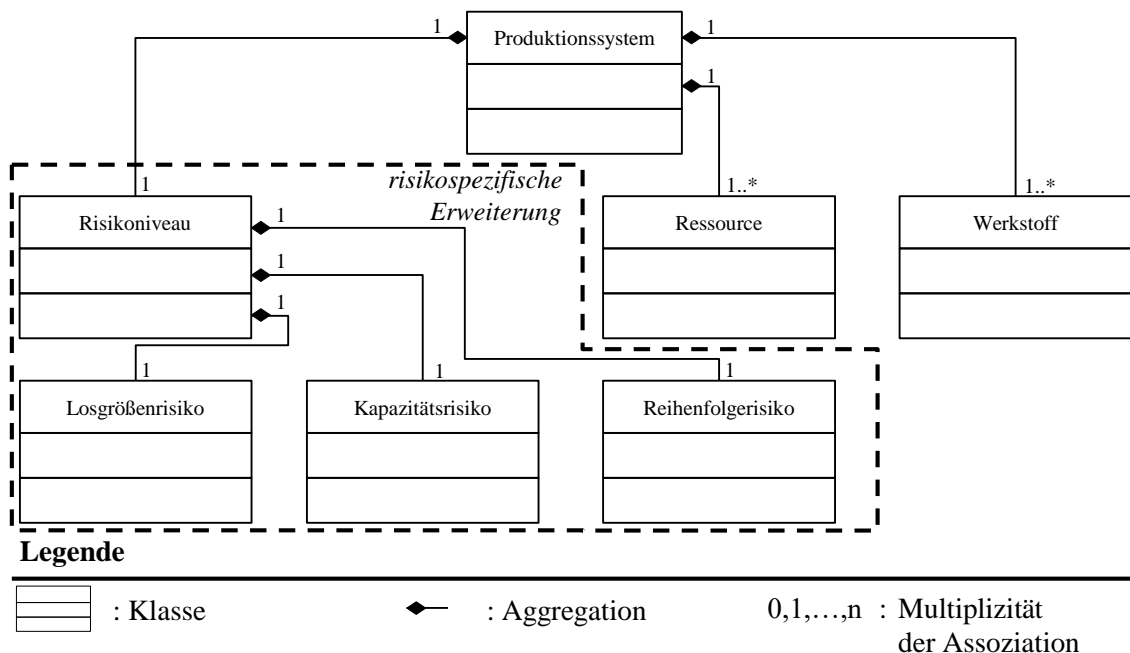 1
Produktionssystem
1
1
risikospezifische
Erweiterung
1
1..*
1..*
Risikoniveau
1
1
1
Ressource
Werkstoff
1
1
1
Losgrößenrisiko
Kapazitätsrisiko
Reihenfolgerisiko
Legende
: Klasse
: Aggregation
0,1,…,n : Multiplizität
der Assoziation